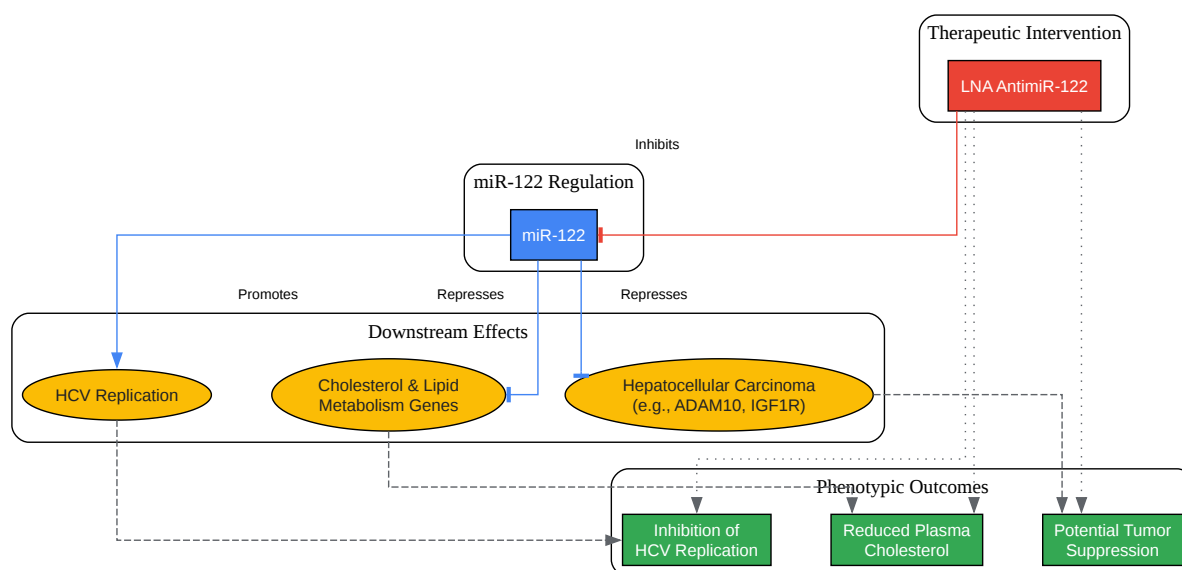 Therapeutic Intervention
LNA AntimiR-122
Inhibits
miR-122 Regulation
miR-122
Promotes
Represses
Represses
Downstream Effects
HCV Replication
Cholesterol & Lipid
Metabolism Genes
Hepatocellular Carcinoma
(e.g., ADAM10, IGF1R)
Phenotypic Outcomes
Inhibition of
HCV Replication
Reduced Plasma
Cholesterol
Potential Tumor
Suppression